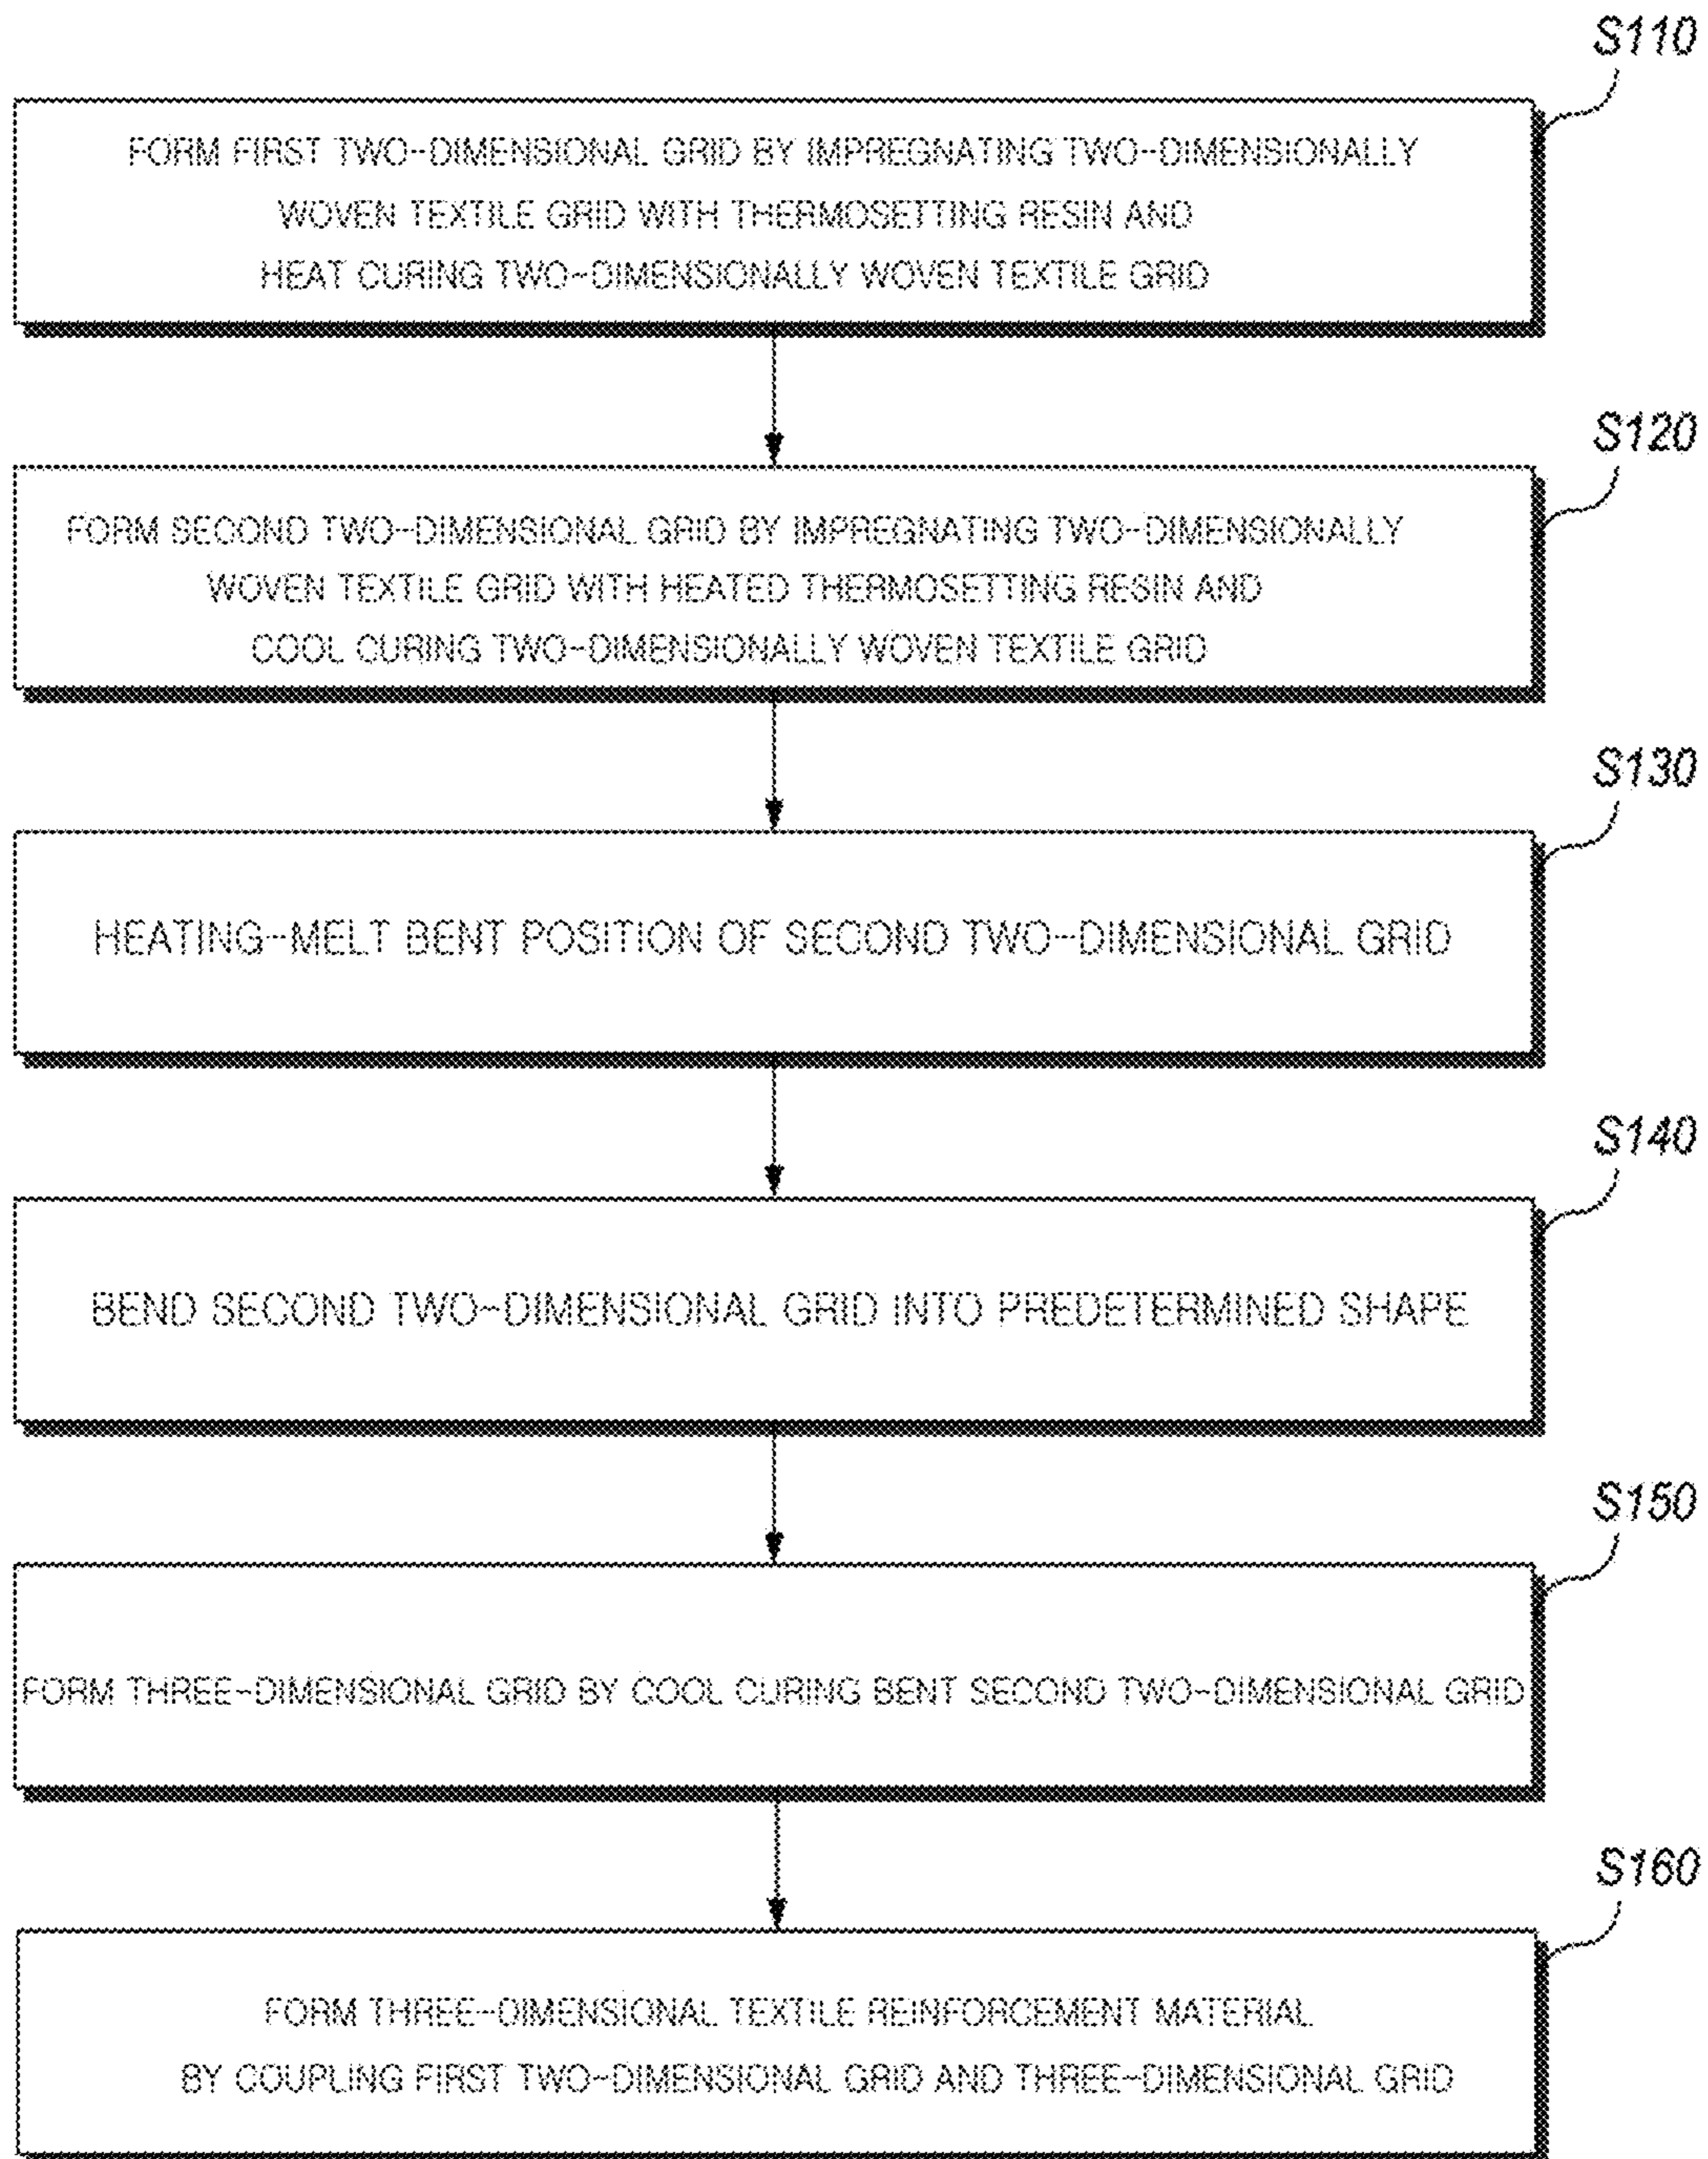 S110
FORM FIRST TWO-DIMENSIONAL GRID BY IMPREGNATING TWO-DIMENSIONALLY
WOVEN TEXTILE GRID WITH THERMOSETTING RESIN AND
HEAT CURING TWO-DIMENSIONALLY WOVEN TEXTILE GRID
S120
FORM SECOND TWO-DIMENSIONAL GRID BY IMPREGNATING TWO-DIMENSIONALLY
WOVEN TEXTILE GRID WITH HEATED THERMOSETTING RESIN AND
COOL CURING TWO-DIMENSIONALLY WOVEN TEXTILE GRID
S130
HEATING-MELT BENT POSITION OF SECOND TWO-DIMENSIONAL GRID
S140
BEND SECOND TWO-DIMENSIONAL GRID INTO PREDETERMINED SHAPE
S150
FORM THREE-DIMENSIONAL GRID BY COOL CURING BENT SECOND TWO-DIMENSIONAL GRID
S160
FORM THREE-DIMENSIONAL TEXTILE REINFORCEMENT MATERIAL
BY COUPLING FIRST TWO-DIMENSIONAL GRID AND THREE-DIMENSIONAL GRID